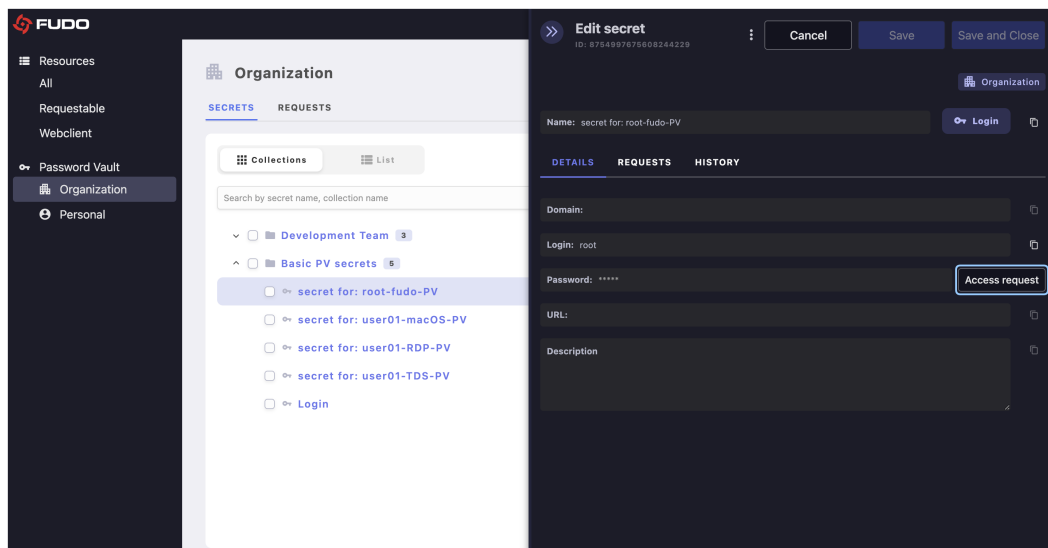 FUDO
Resources
All
Requestable
Webclient
Password Vault
Organization
Personal
Organization
SECRETS REQUESTS
Collections List
Search by secret name, collection name
Development Team 3
Basic PV secrets 5
secret for: root-fudo-PV
secret for: user01-macOS-PV
secret for: user01-RDP-PV
secret for: user01-TDS-PV
Login
Edit secret
ID: 8754997675608244229
Cancel Save Save and Close
Organization
Name: secret for: root-fudo-PV Login
DETAILS REQUESTS HISTORY
Domain:
Login: root
Password: ***** Access request
URL:
Description